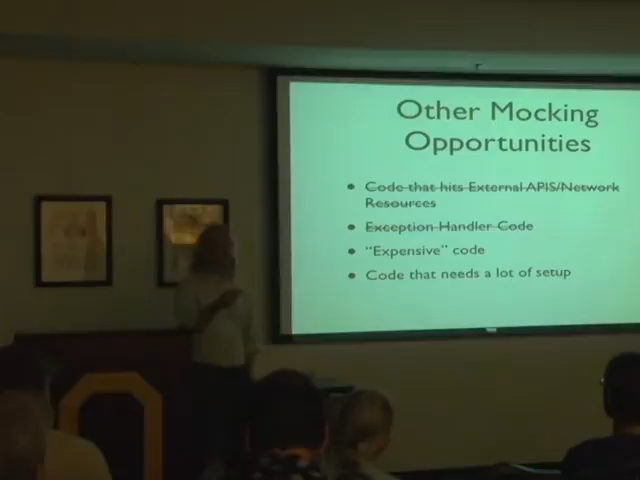 Other Mocking
Opportunities
• Code that hits External APIS/Network
Resources
• Exception Handler Code
• "Expensive" code
• Code that needs a lot of setup